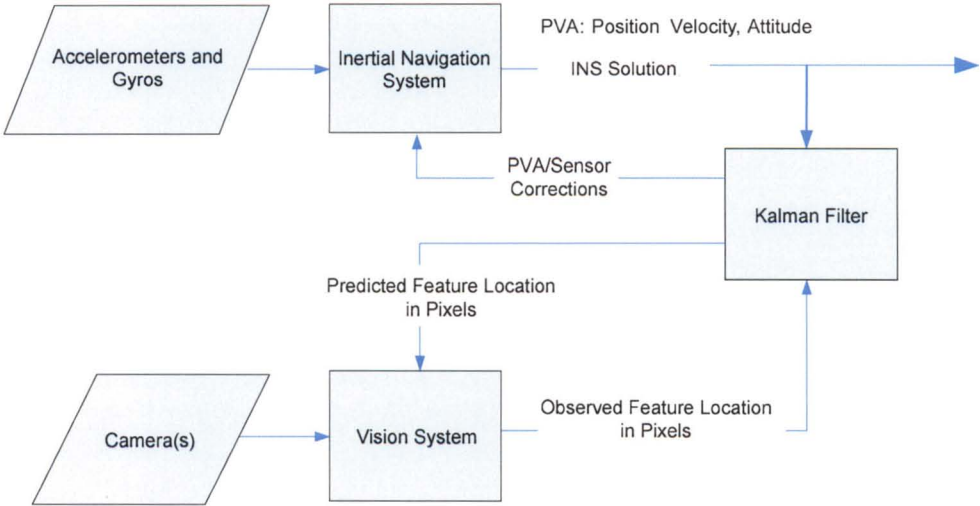 Accelerometers and
Gyros
Inertial Navigation
System
PVA: Position Velocity, Attitude
INS Solution
PVA/Sensor
Corrections
Kalman Filter
Predicted Feature Location
in Pixels
Camera(s)
Vision System
Observed Feature Location
in Pixels